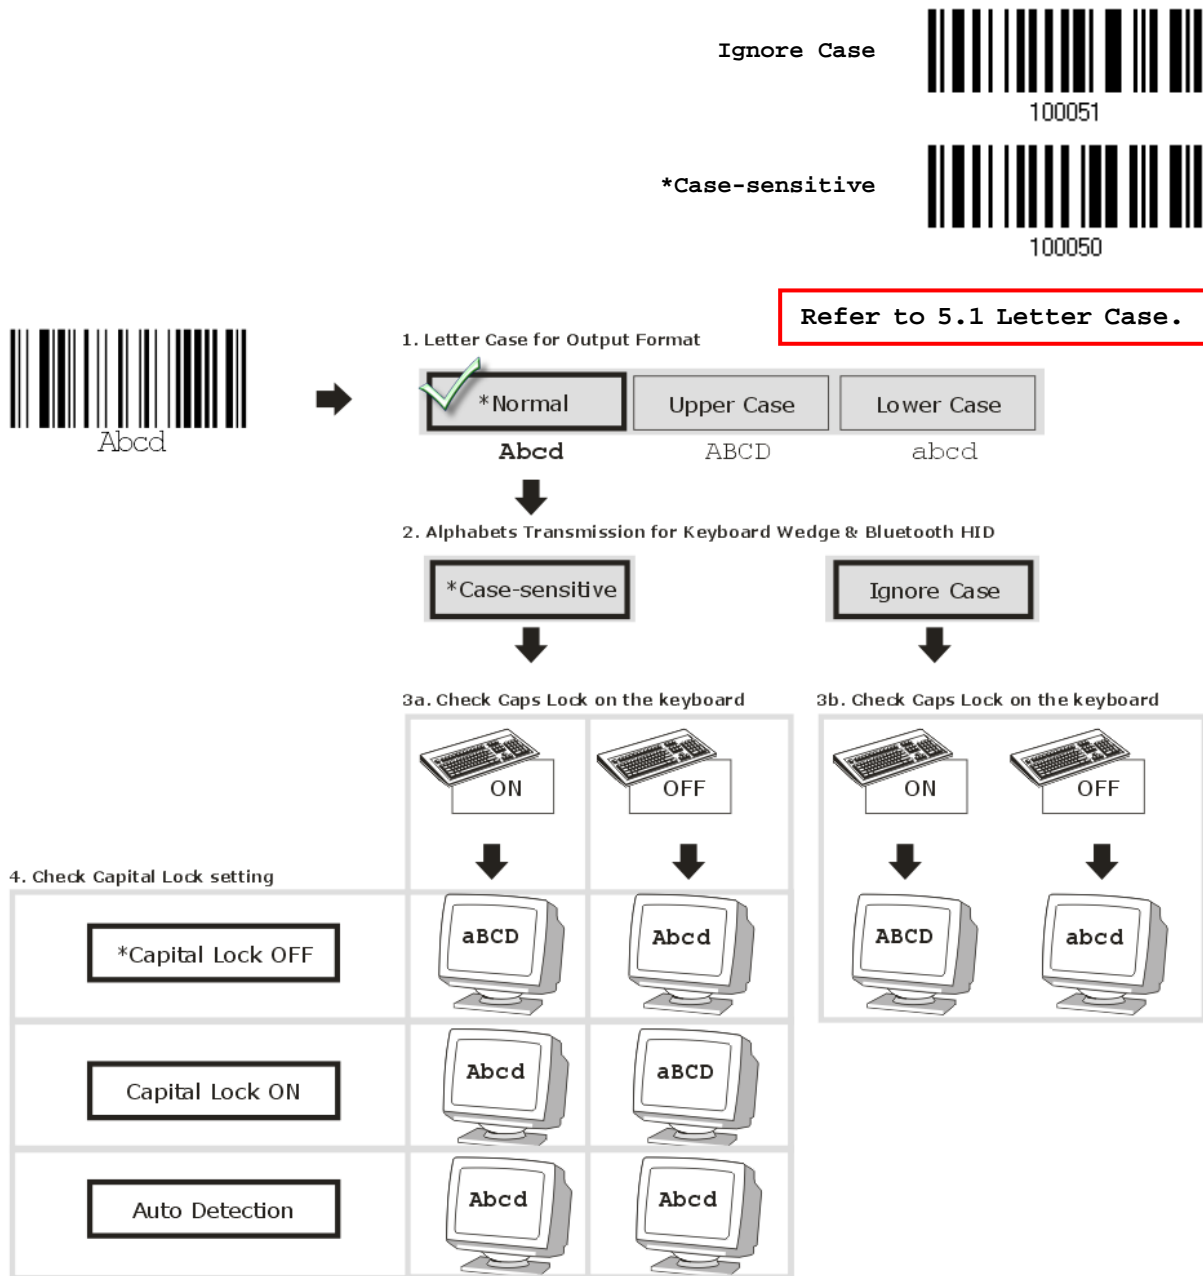 Ignore Case
100051
*Case-sensitive
100050
Refer to 5.1 Letter Case.
1. Letter Case for Output Format
*Normal Upper Case Lower Case
Abcd
Abcd ABCD abcd
2. Alphabets Transmission for Keyboard Wedge & Bluetooth HID
*Case-sensitive Ignore Case
3a. Check Caps Lock on the keyboard 3b. Check Caps Lock on the keyboard
ON OFF ON OFF
4. Check Capital Lock setting
*Capital Lock OFF aBCD Abcd ABCD abcd
Capital Lock ON Abcd aBCD
Auto Detection Abcd Abcd